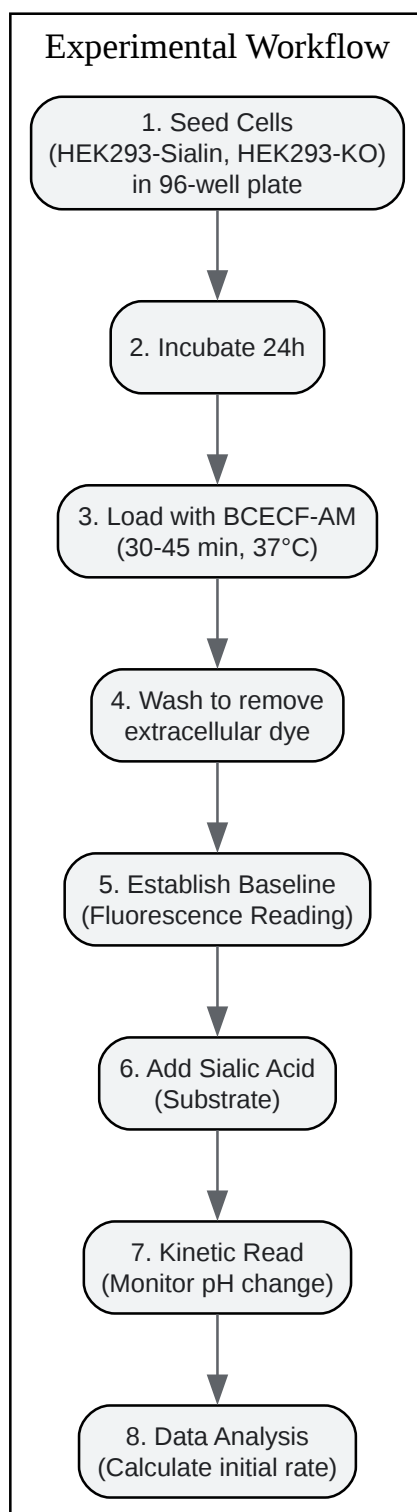 Experimental Workflow
1. Seed Cells
(HEK293-Sialin, HEK293-KO)
in 96-well plate
2. Incubate 24h
3. Load with BCECF-AM
(30-45 min, 37°C)
4. Wash to remove
extracellular dye
5. Establish Baseline
(Fluorescence Reading)
6. Add Sialic Acid
(Substrate)
7. Kinetic Read
(Monitor pH change)
8. Data Analysis
(Calculate initial rate)